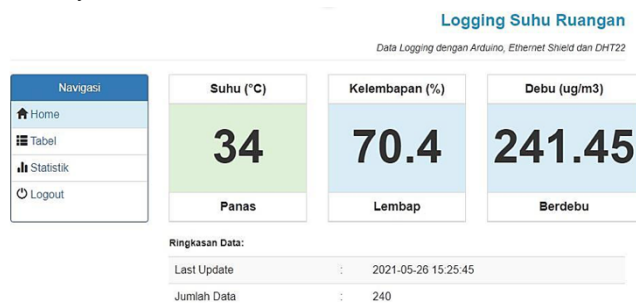 Logging Suhu Ruangan
Data Logging dengan Arduino, Ethernet Shield dan DHT22
Navigasi
Home
Tabel
Statistik
Logout
Suhu (°C)
34
Panas
Kelembapan (%)
70.4
Lembap
Debu (ug/m3)
241.45
Berdebu
Ringkasan Data:
Last Update : 2021-05-26 15:25:45
Jumlah Data : 240